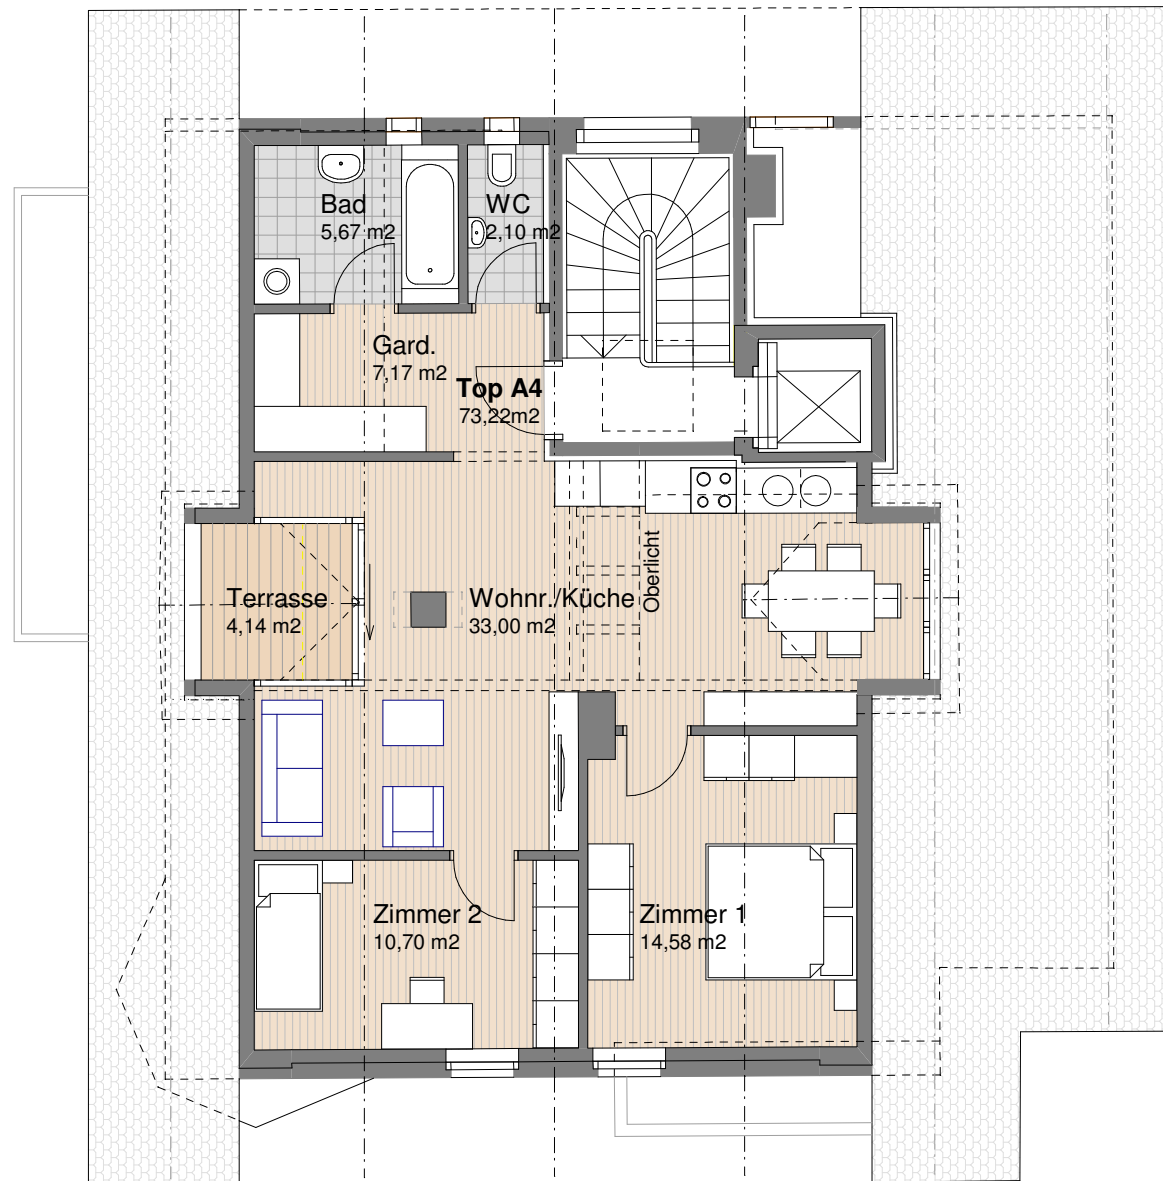 Bad
5,67 m2
WC
2,10 m2
Gard.
7,17 m2
Top A4
73,22m2
Terrasse
4,14 m2
Wohnr./Küche
33,00 m2
Oberlicht
Zimmer 2
10,70 m2
Zimmer 1
14,58 m2